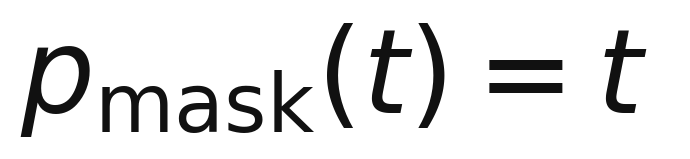 p_mask(t) = t